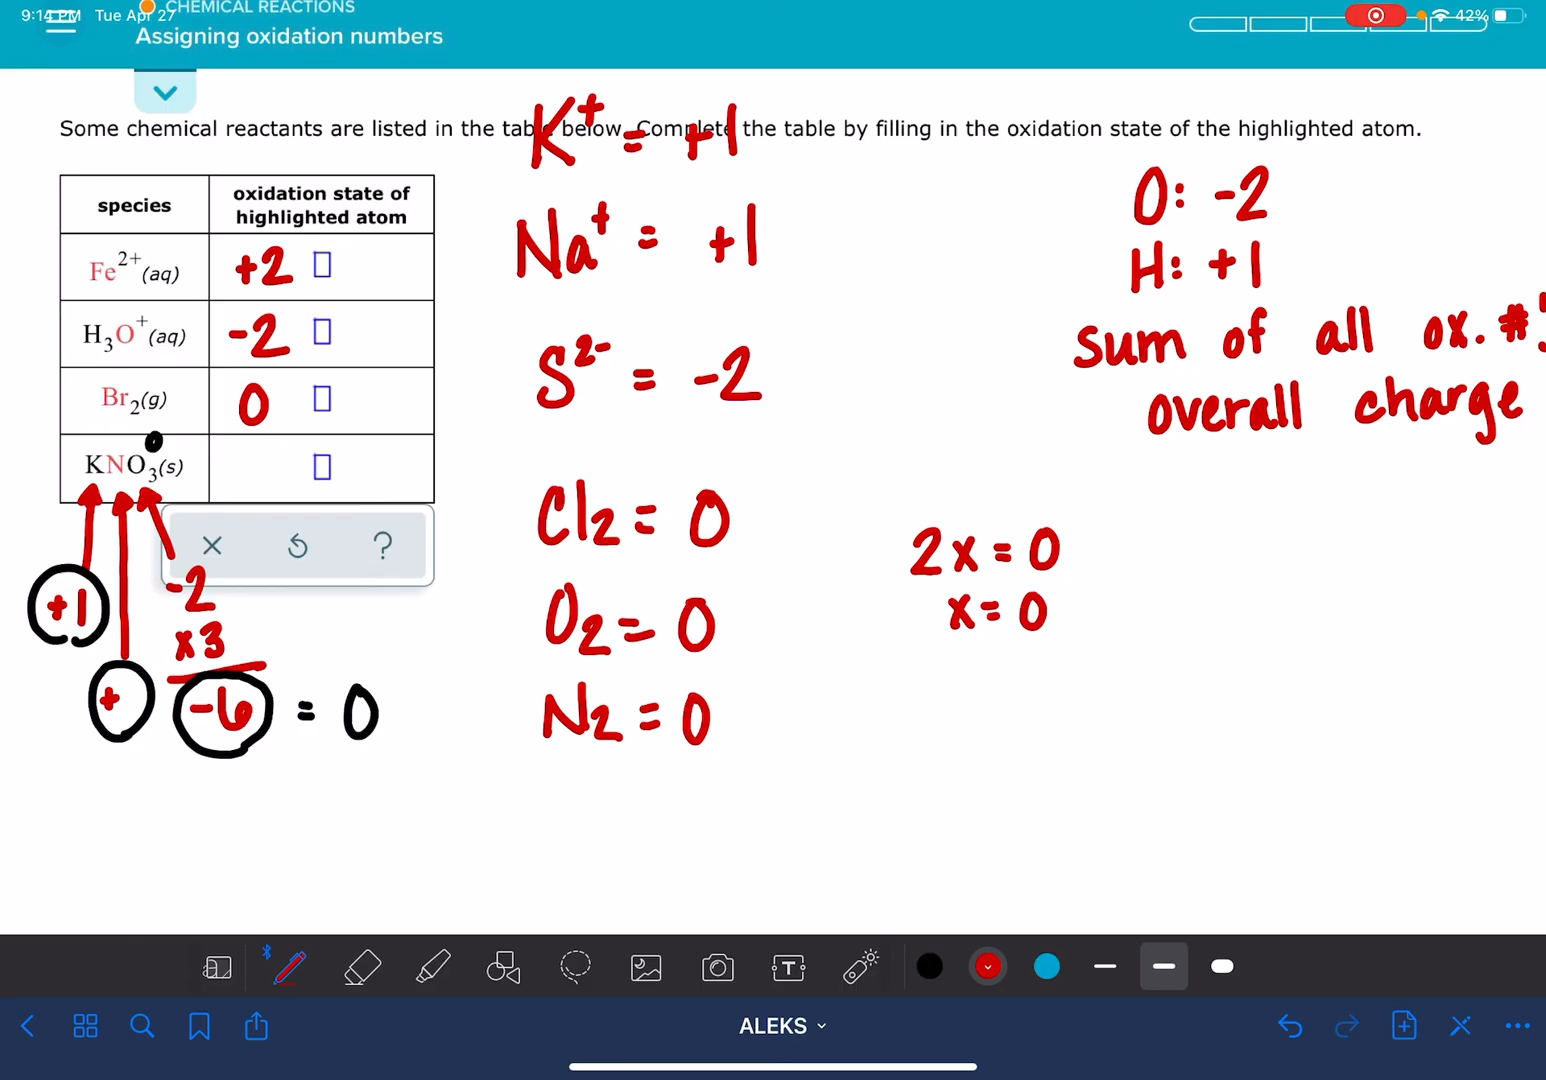 9:14 PM Tue Apr 27
CHEMICAL REACTIONS
42%
Assigning oxidation numbers
Some chemical reactants are listed in the table below. Complete the table by filling in the oxidation state of the highlighted atom.
species
oxidation state of
highlighted atom
Fe2+(aq) +2
H3O+(aq) -2
Br2(g) 0
KNO3(s)
+1
-2
x3
+ -6 = 0
K+ = +1
Na+ = +1
S2- = -2
Cl2 = 0
O2 = 0
N2 = 0
O: -2
H: +1
sum of all ox. #
overall charge
2x = 0
x = 0
?
T
ALEKS